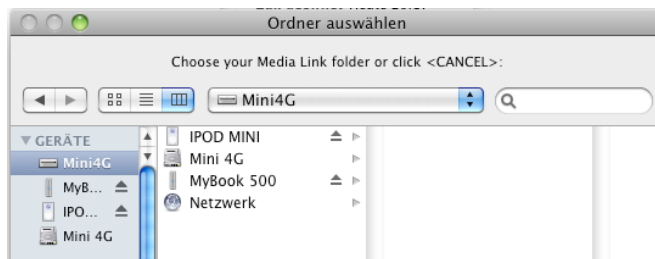 Ordner auswählen
Choose your Media Link folder or click <CANCEL>:
Mini4G
GERÄTE
Mini4G
MyB...
IPO...
Mini 4G
IPOD MINI
Mini 4G
MyBook 500
Netzwerk